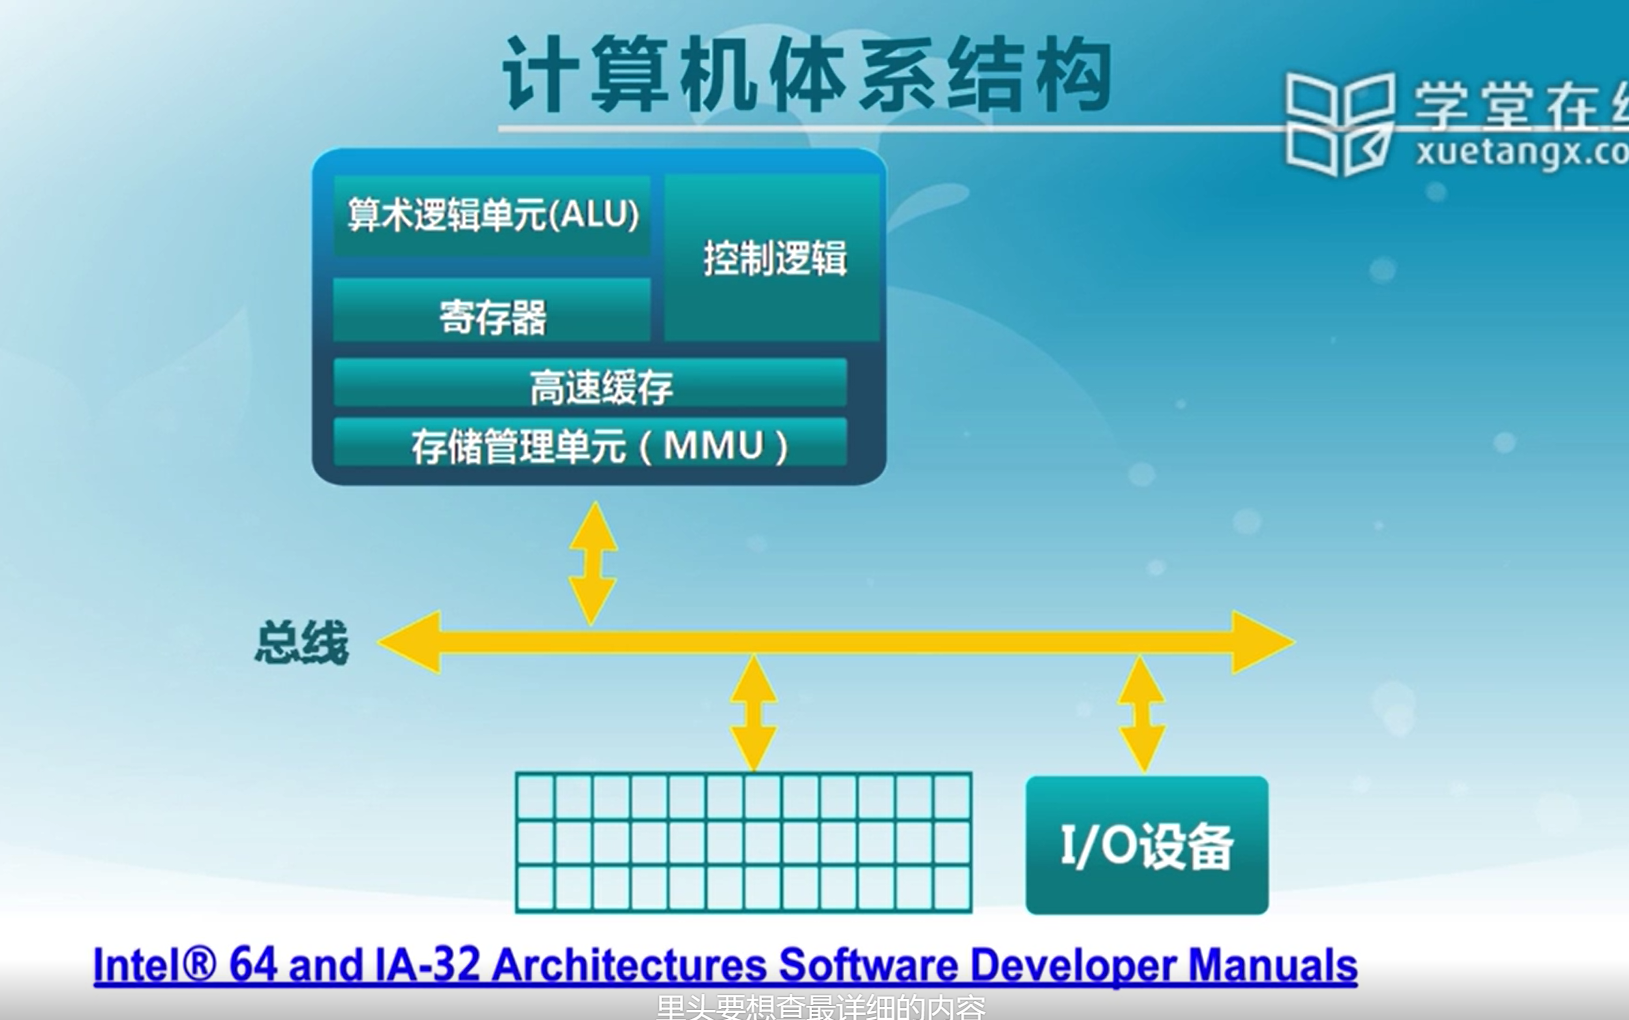 计算机体系结构
学堂在线
xuetangx.co
算术逻辑单元(ALU)
控制逻辑
寄存器
高速缓存
存储管理单元（MMU）
总线
I/O设备
Intel® 64 and IA-32 Architectures Software Developer Manuals
里头要想查最详细的内容